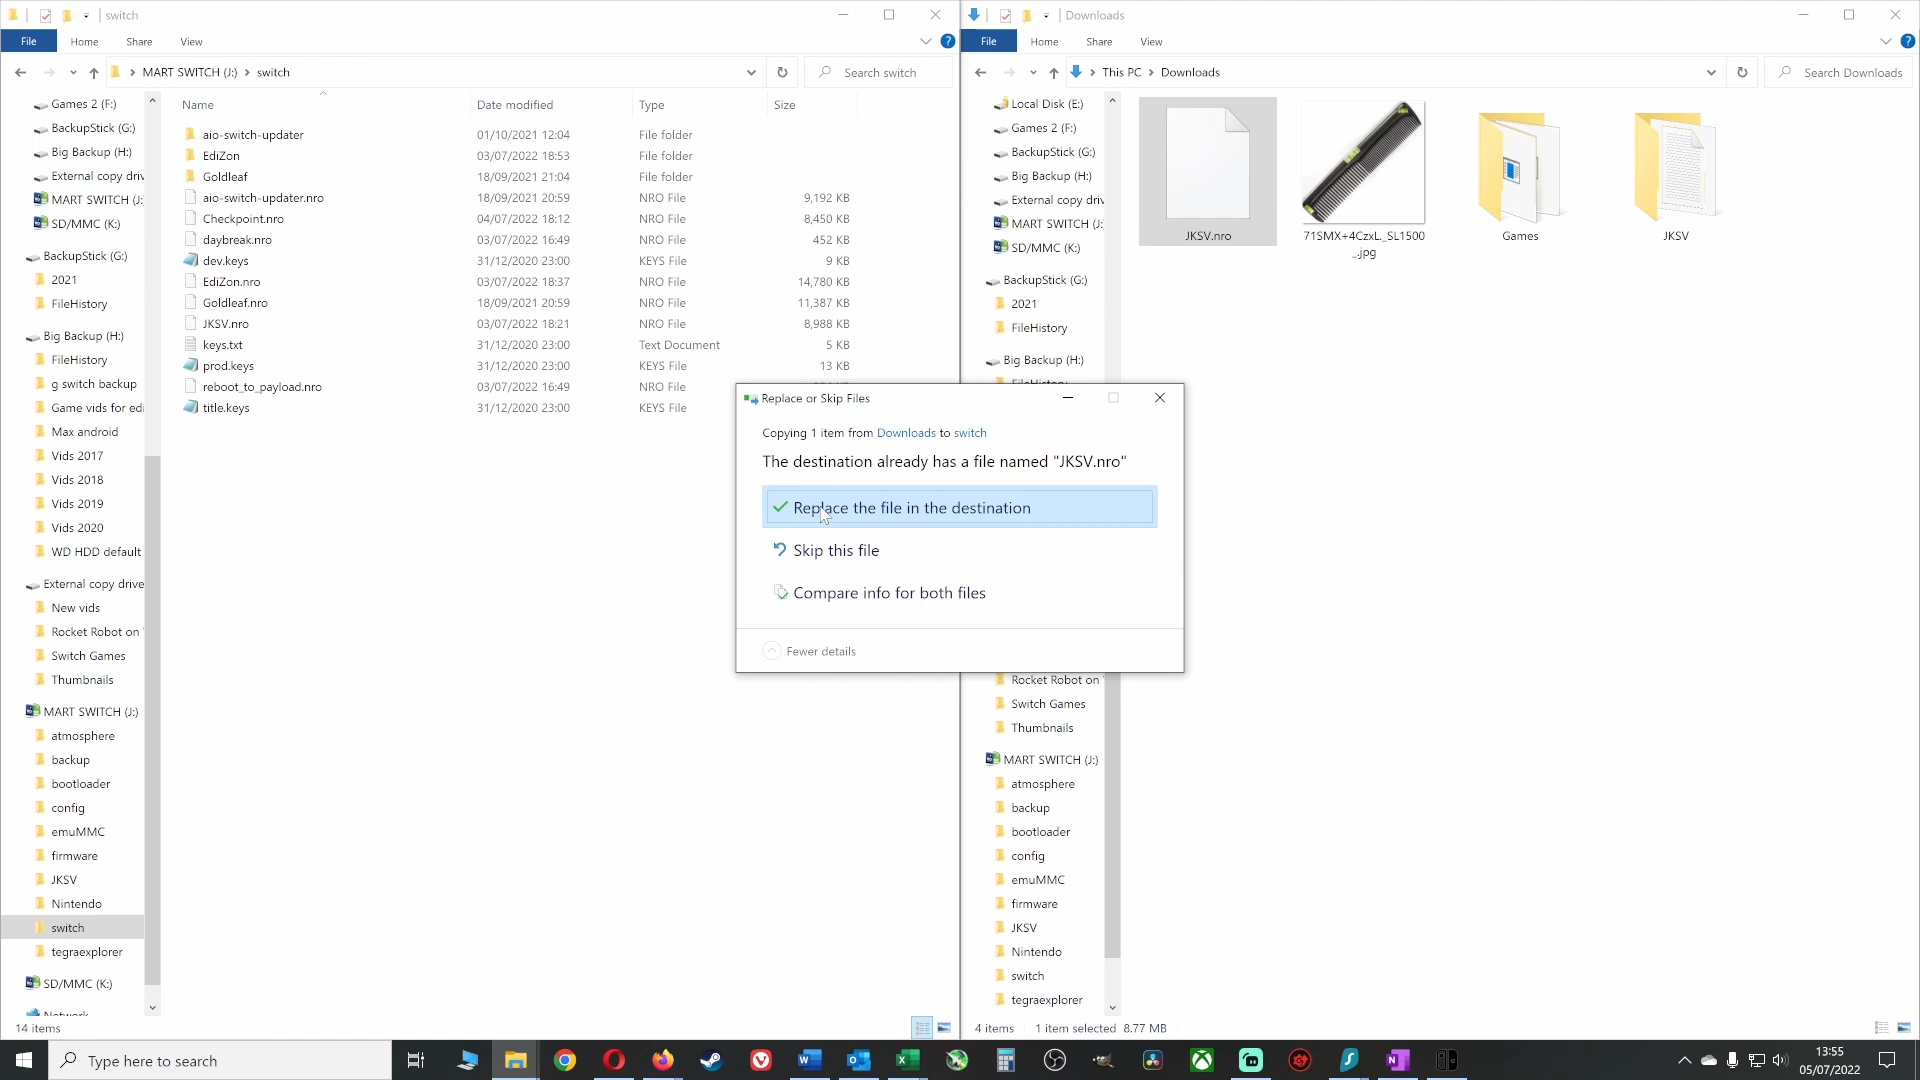 switch
File
Home
Share
View
MART SWITCH (J:)
switch
Search switch
Games 2 (F:)
BackupStick (G:)
Big Backup (H:)
External copy driv
MART SWITCH (J:
SD/MMC (K:)
BackupStick (G:)
2021
FileHistory
Big Backup (H:)
FileHistory
g switch backup
Game vids for edi
Max android
Vids 2017
Vids 2018
Vids 2019
Vids 2020
WD HDD default
External copy drive
New vids
Rocket Robot on
Switch Games
Thumbnails
MART SWITCH (J:)
atmosphere
backup
bootloader
config
emuMMC
firmware
JKSV
Nintendo
switch
tegraexplorer
SD/MMC (K:)
Network
14 items
Name Date modified Type Size
aio-switch-updater 01/10/2021 12:04 File folder
EdiZon 03/07/2022 18:53 File folder
Goldleaf 18/09/2021 21:04 File folder
aio-switch-updater.nro 18/09/2021 20:59 NRO File 9,192 KB
Checkpoint.nro 04/07/2022 18:12 NRO File 8,450 KB
daybreak.nro 03/07/2022 16:49 NRO File 452 KB
dev.keys 31/12/2020 23:00 KEYS File 9 KB
EdiZon.nro 03/07/2022 18:37 NRO File 14,780 KB
Goldleaf.nro 18/09/2021 20:59 NRO File 11,387 KB
JKSV.nro 03/07/2022 18:21 NRO File 8,988 KB
keys.txt 31/12/2020 23:00 Text Document 5 KB
prod.keys 31/12/2020 23:00 KEYS File 13 KB
reboot_to_payload.nro 03/07/2022 16:49 NRO File
title.keys 31/12/2020 23:00 KEYS File
Replace or Skip Files
Copying 1 item from Downloads to switch
The destination already has a file named "JKSV.nro"
Replace the file in the destination
Skip this file
Compare info for both files
Fewer details
Downloads
File
Home
Share
View
This PC
Downloads
Search Downloads
Local Disk (E:)
Games 2 (F:)
BackupStick (G:)
Big Backup (H:)
External copy driv
MART SWITCH (J:
SD/MMC (K:)
BackupStick (G:)
2021
FileHistory
Big Backup (H:)
FileHistory
Rocket Robot on
Switch Games
Thumbnails
MART SWITCH (J:)
atmosphere
backup
bootloader
config
emuMMC
firmware
JKSV
Nintendo
switch
tegraexplorer
JKSV.nro
71SMX+4CzxL._SL1500
_.jpg
Games
JKSV
4 items
1 item selected 8.77 MB
Type here to search
13:55
05/07/2022